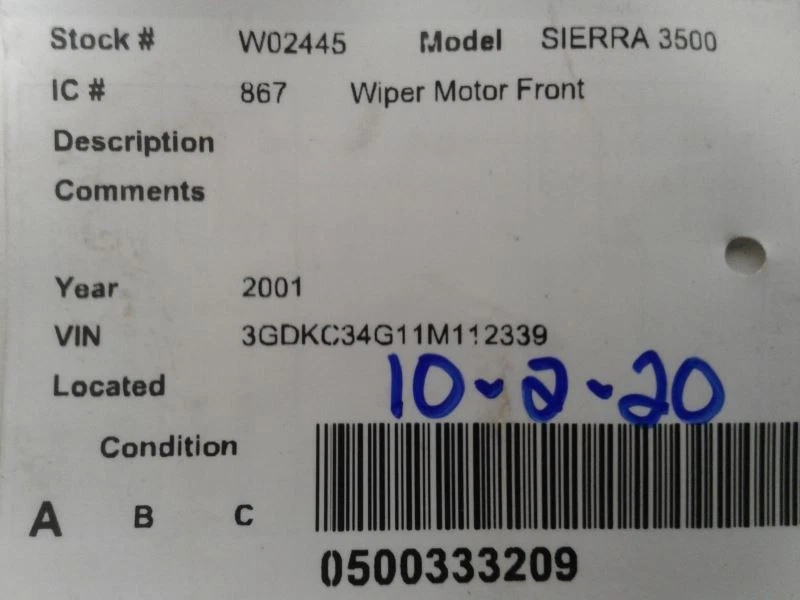 Stock # W02445 Model SIERRA 3500
IC # 867 Wiper Motor Front
Description
Comments
Year 2001
VIN 3GDKC34G11M112339
Located
10-2-20
Condition
A B C
0500333209